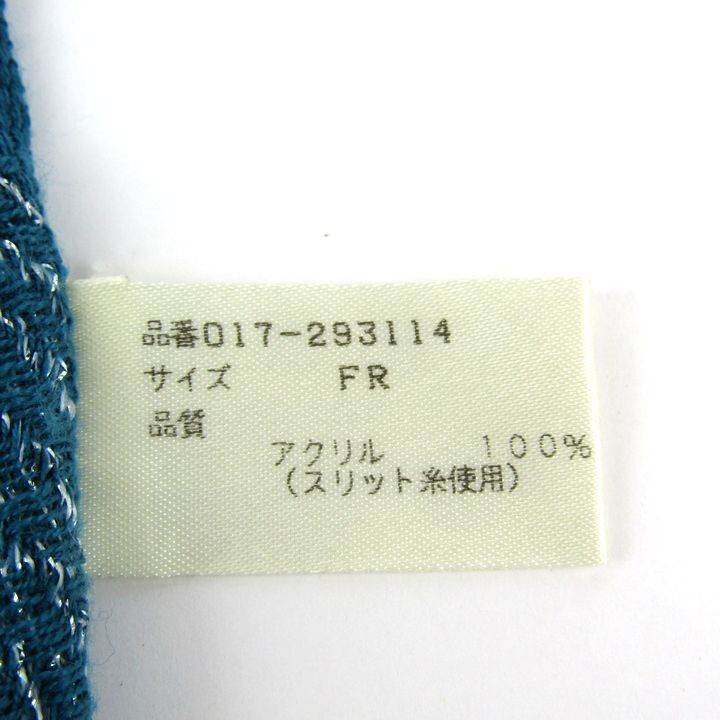 品番017-293114
サイズ FR
品質
アクリル 100%
(スリット糸使用)